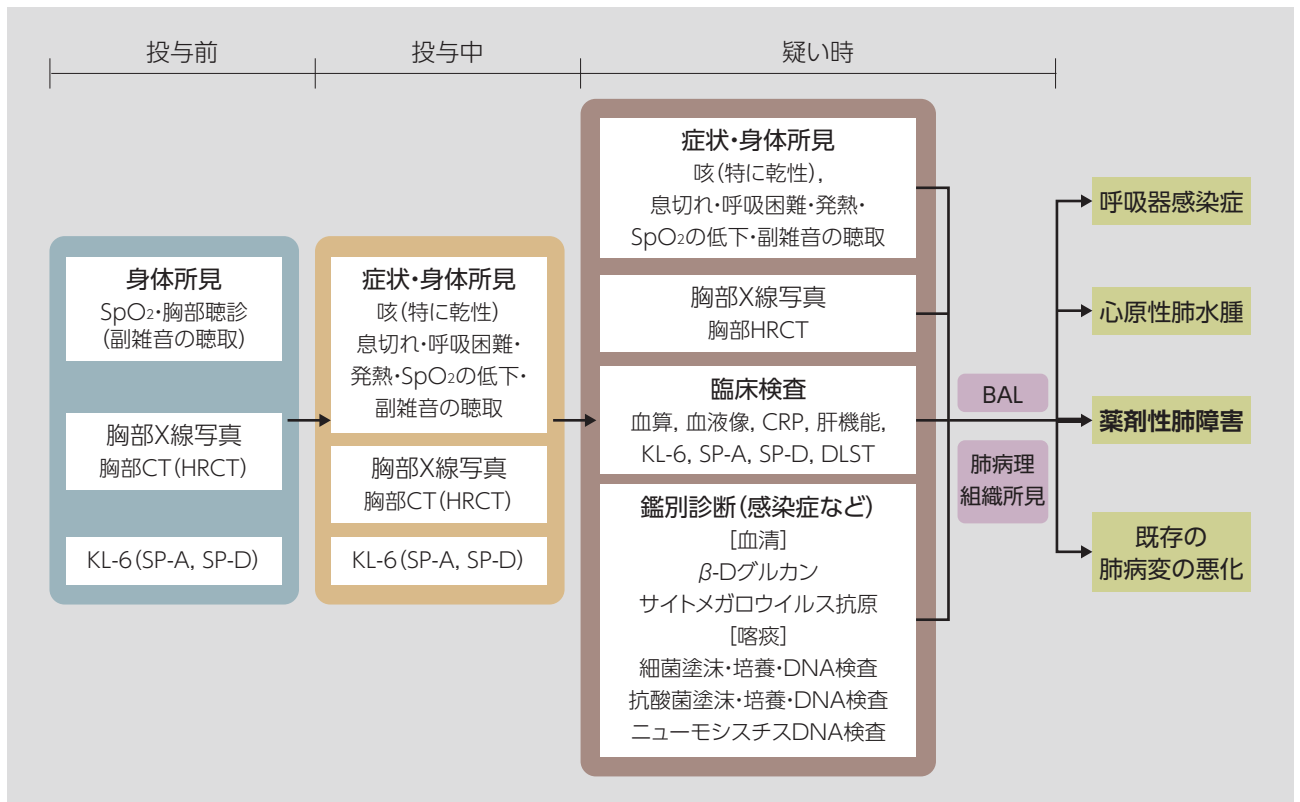 投与前
投与中
疑い時
身体所見
SpO₂・胸部聴診
(副雑音の聴取)
胸部X線写真
胸部CT(HRCT)
KL-6(SP-A, SP-D)
症状・身体所見
咳(特に乾性)
息切れ・呼吸困難・
発熱・SpO₂の低下・
副雑音の聴取
胸部X線写真
胸部CT(HRCT)
KL-6(SP-A, SP-D)
症状・身体所見
咳(特に乾性),
息切れ・呼吸困難・発熱・
SpO₂の低下・副雑音の聴取
胸部X線写真
胸部HRCT
臨床検査
血算, 血液像, CRP, 肝機能,
KL-6, SP-A, SP-D, DLST
鑑別診断(感染症など)
[血清]
β-Dグルカン
サイトメガロウイルス抗原
[喀痰]
細菌塗沫・培養・DNA検査
抗酸菌塗沫・培養・DNA検査
ニューモシスチスDNA検査
BAL
肺病理
組織所見
呼吸器感染症
心原性肺水腫
薬剤性肺障害
既存の
肺病変の悪化